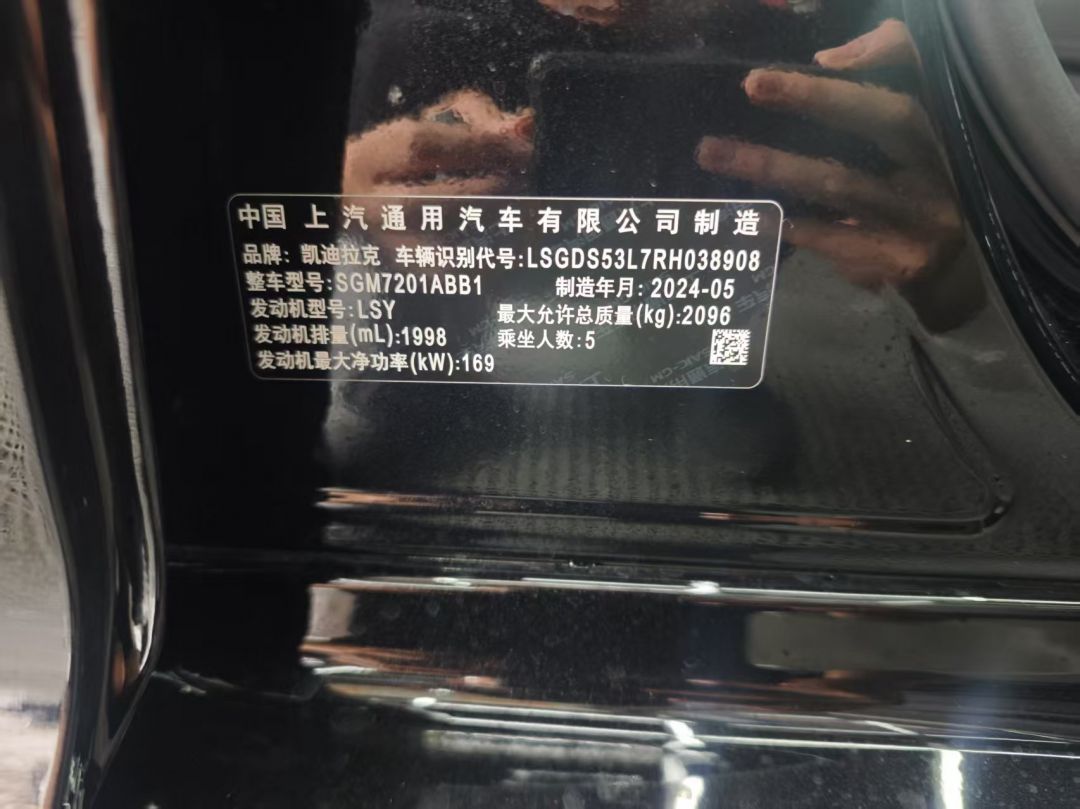 中国 上汽通用汽车有限公司制造
品牌: 凯迪拉克 车辆识别代号:LSGDS53L7RH038908
整车型号:SGM7201ABB1 制造年月: 2024-05
发动机型号:LSY 最大允许总质量(kg):2096
发动机排量(mL):1998 乘坐人数:5
发动机最大净功率(kW):169